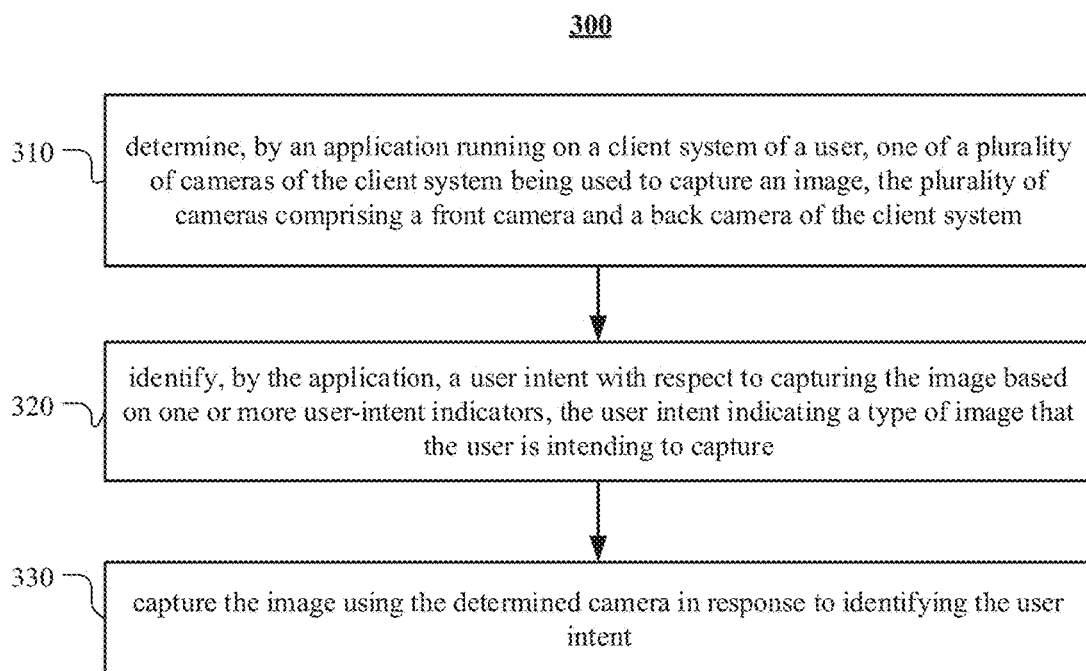 300
310
determine, by an application running on a client system of a user, one of a plurality
of cameras of the client system being used to capture an image, the plurality of
cameras comprising a front camera and a back camera of the client system
320
identify, by the application, a user intent with respect to capturing the image based
on one or more user-intent indicators, the user intent indicating a type of image that
the user is intending to capture
330
capture the image using the determined camera in response to identifying the user
intent